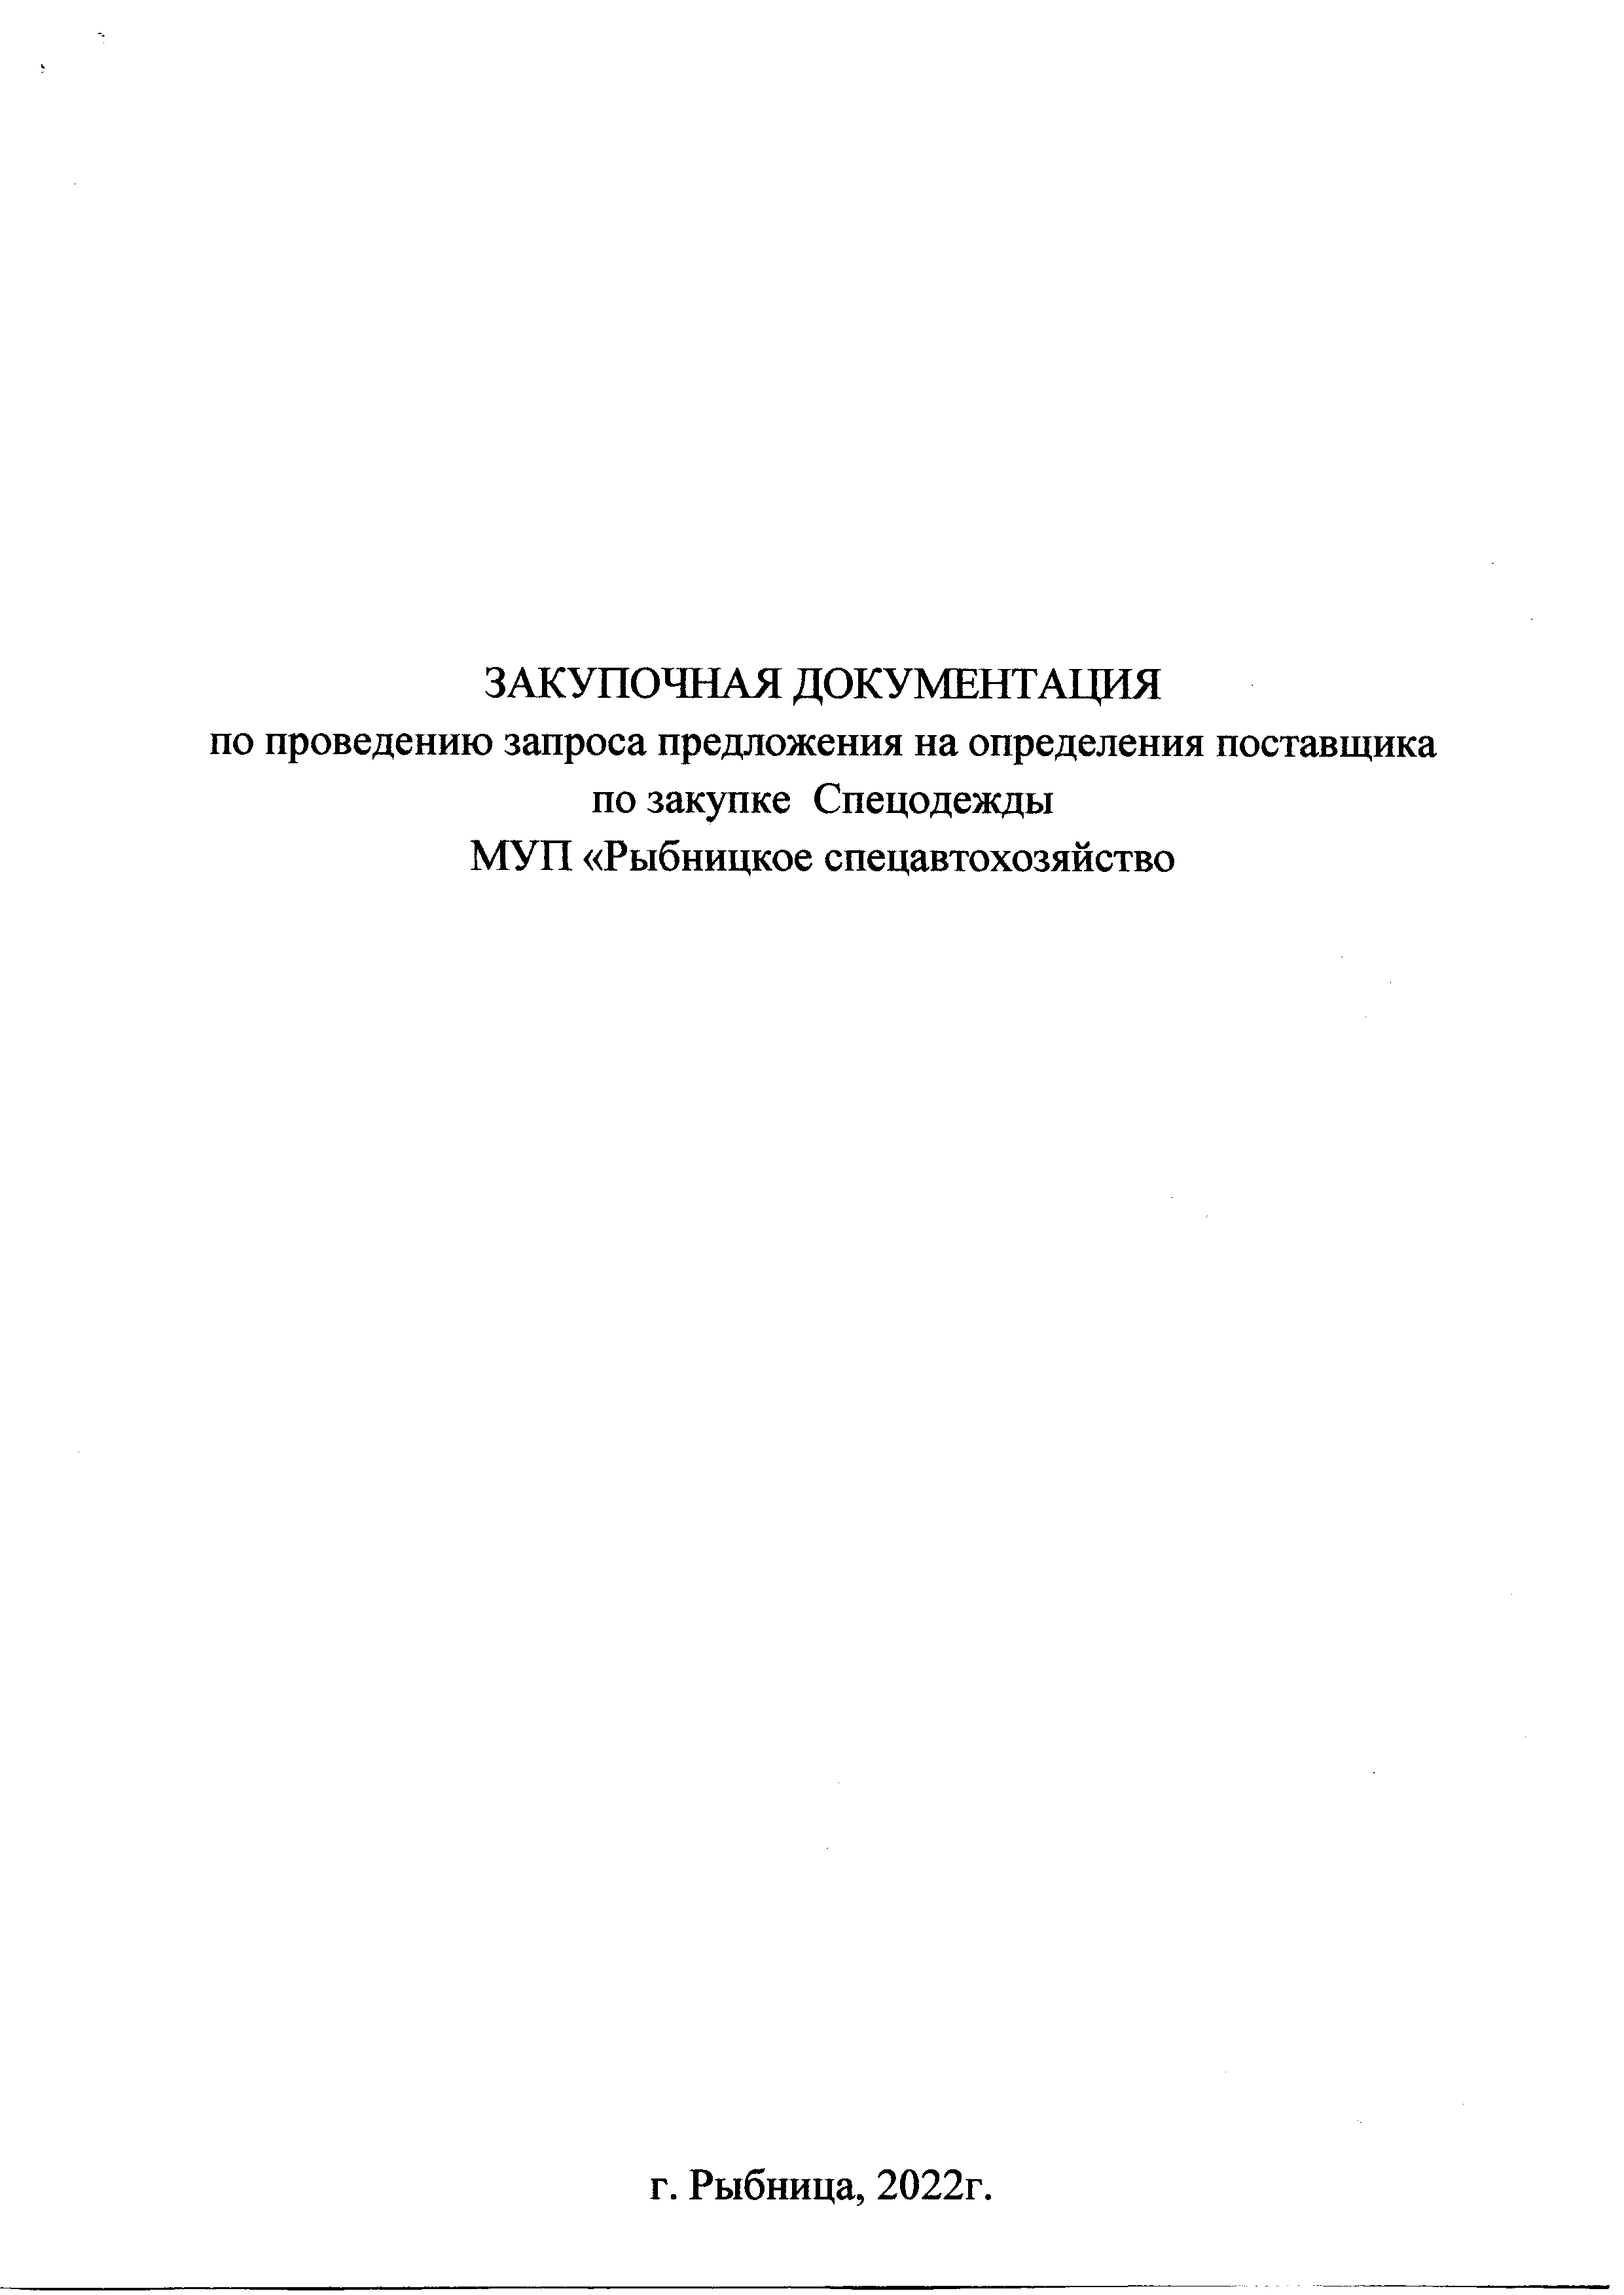 ЗАКУПОЧНАЯ ДОКУМЕНТАЦИЯ
по проведению запроса предложения на определения поставщика
по закупке Спецодежды
МУП «Рыбницкое спецавтохозяйство
г. Рыбница, 2022г.